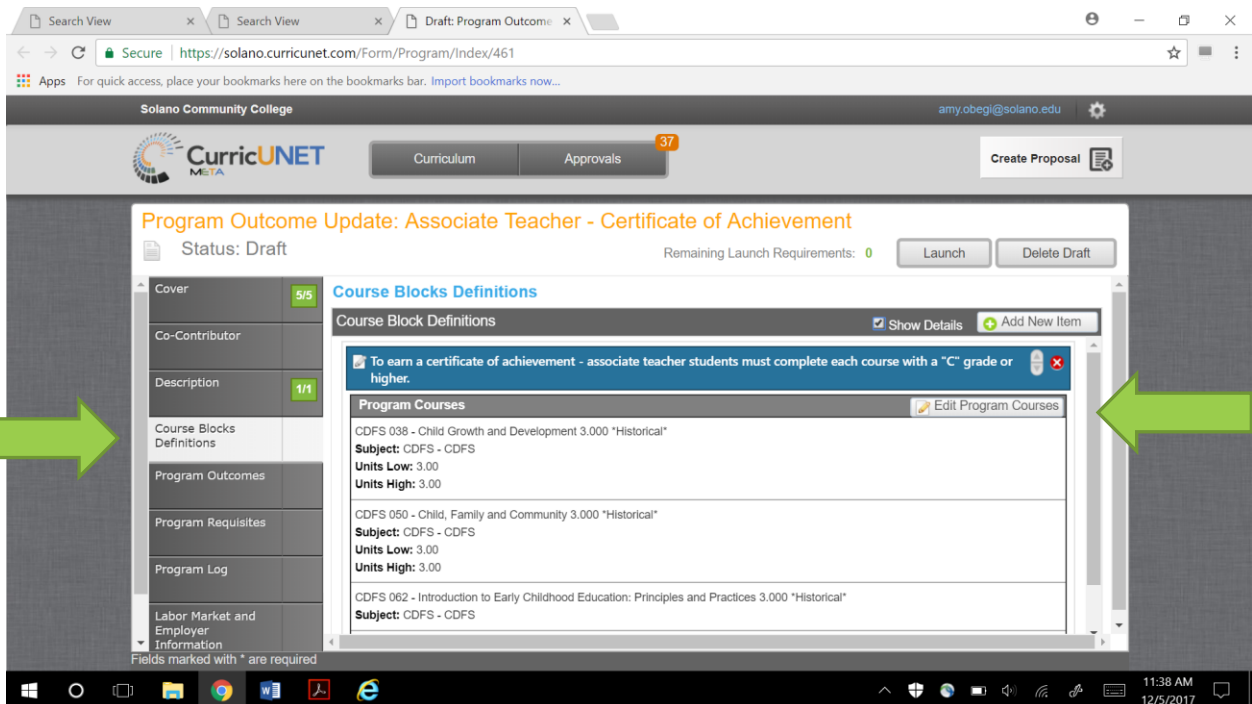 Search View
Search View
Draft: Program Outcome
Secure | https://solano.curricunet.com/Form/Program/Index/461
Apps For quick access, place your bookmarks here on the bookmarks bar. Import bookmarks now...
Solano Community College
amy.obegi@solano.edu
CurricUNET
META
Curriculum
Approvals
37
Create Proposal
Program Outcome Update: Associate Teacher - Certificate of Achievement
Status: Draft
Remaining Launch Requirements: 0
Launch
Delete Draft
Cover
5/5
Co-Contributor
Description
1/1
Course Blocks
Definitions
Program Outcomes
Program Requisites
Program Log
Labor Market and
Employer
Information
Fields marked with * are required
Course Blocks Definitions
Course Block Definitions
Show Details
Add New Item
To earn a certificate of achievement - associate teacher students must complete each course with a "C" grade or
higher.
Program Courses
Edit Program Courses
CDFS 038 - Child Growth and Development 3.000 *Historical*
Subject: CDFS - CDFS
Units Low: 3.00
Units High: 3.00
CDFS 050 - Child, Family and Community 3.000 *Historical*
Subject: CDFS - CDFS
Units Low: 3.00
Units High: 3.00
CDFS 062 - Introduction to Early Childhood Education: Principles and Practices 3.000 *Historical*
Subject: CDFS - CDFS
11:38 AM
12/5/2017